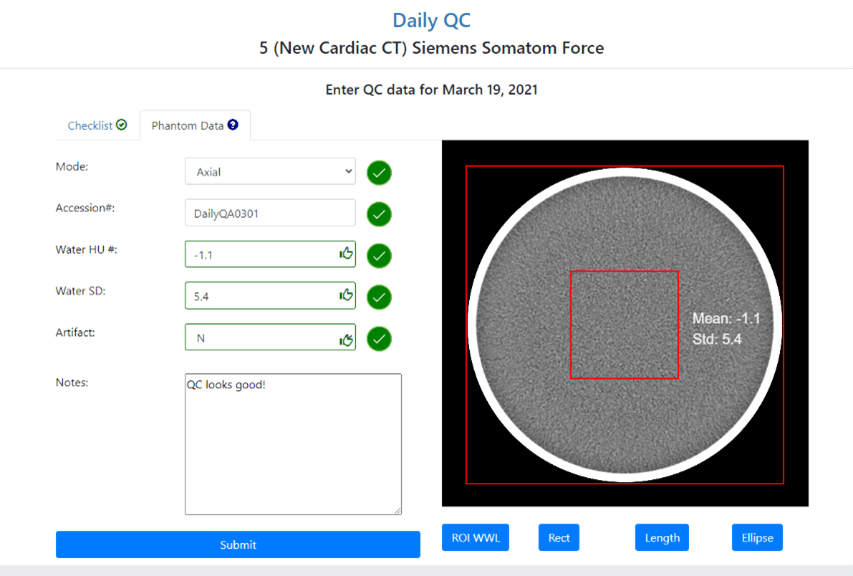 Daily QC
5 (New Cardiac CT) Siemens Somatom Force
Enter QC data for March 19, 2021
Checklist
Phantom Data ?
Mode:
Axial
Accession#:
DailyQA0301
Water HU #:
-1.1
Water SD:
5.4
Artifact:
N
Notes:
QC looks good!
Submit
Mean: -1.1
Std: 5.4
ROI WWL
Rect
Length
Ellipse